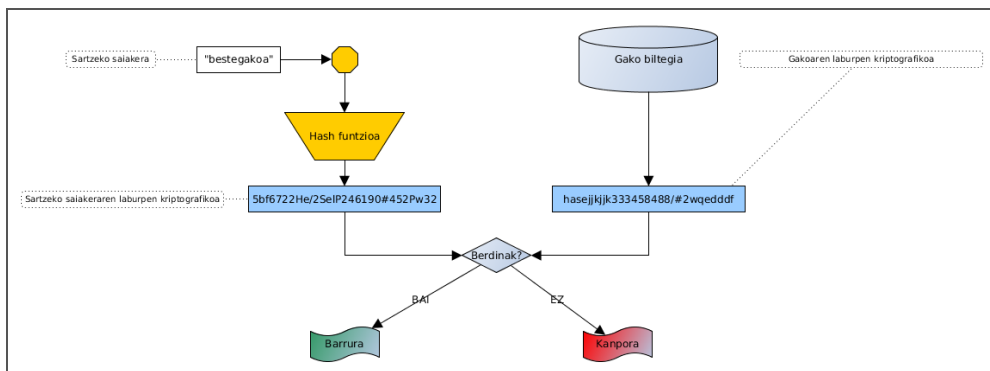 Sartzeko saiakera
"bestegakoa"
Gako biltegia
Gakoaren laburpen kriptografikoa
Hash funtzioa
Sartzeko saiakeraren laburpen kriptografikoa
5bf6722He/2SelP246190#452Pw32
hasejjkjjk333458488/#2wqedddf
Berdinak?
BAI
EZ
Barrura
Kanpora